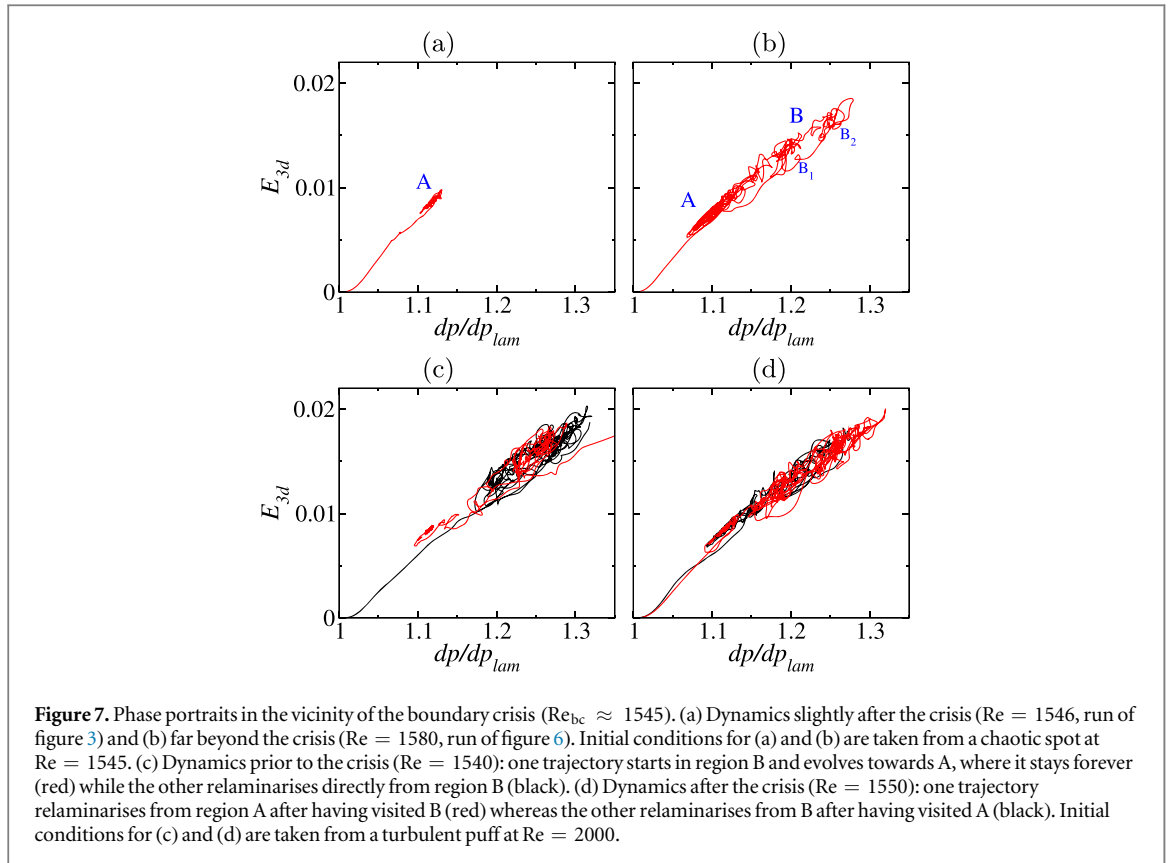 (a) (b)
0.02
0.01
0
E3d
A
1 1.1 1.2 1.3
dp/dplam
A
B
B1
B2
1 1.1 1.2 1.3
dp/dplam
(c) (d)
0.02
0.01
0
E3d
1 1.1 1.2 1.3
dp/dplam
1 1.1 1.2 1.3
dp/dplam
Figure 7. Phase portraits in the vicinity of the boundary crisis (Rebc ≈ 1545). (a) Dynamics slightly after the crisis (Re = 1546, run of
figure 3) and (b) far beyond the crisis (Re = 1580, run of figure 6). Initial conditions for (a) and (b) are taken from a chaotic spot at
Re = 1545. (c) Dynamics prior to the crisis (Re = 1540): one trajectory starts in region B and evolves towards A, where it stays forever
(red) while the other relaminarises directly from region B (black). (d) Dynamics after the crisis (Re = 1550): one trajectory
relaminarises from region A after having visited B (red) whereas the other relaminarises from B after having visited A (black). Initial
conditions for (c) and (d) are taken from a turbulent puff at Re = 2000.